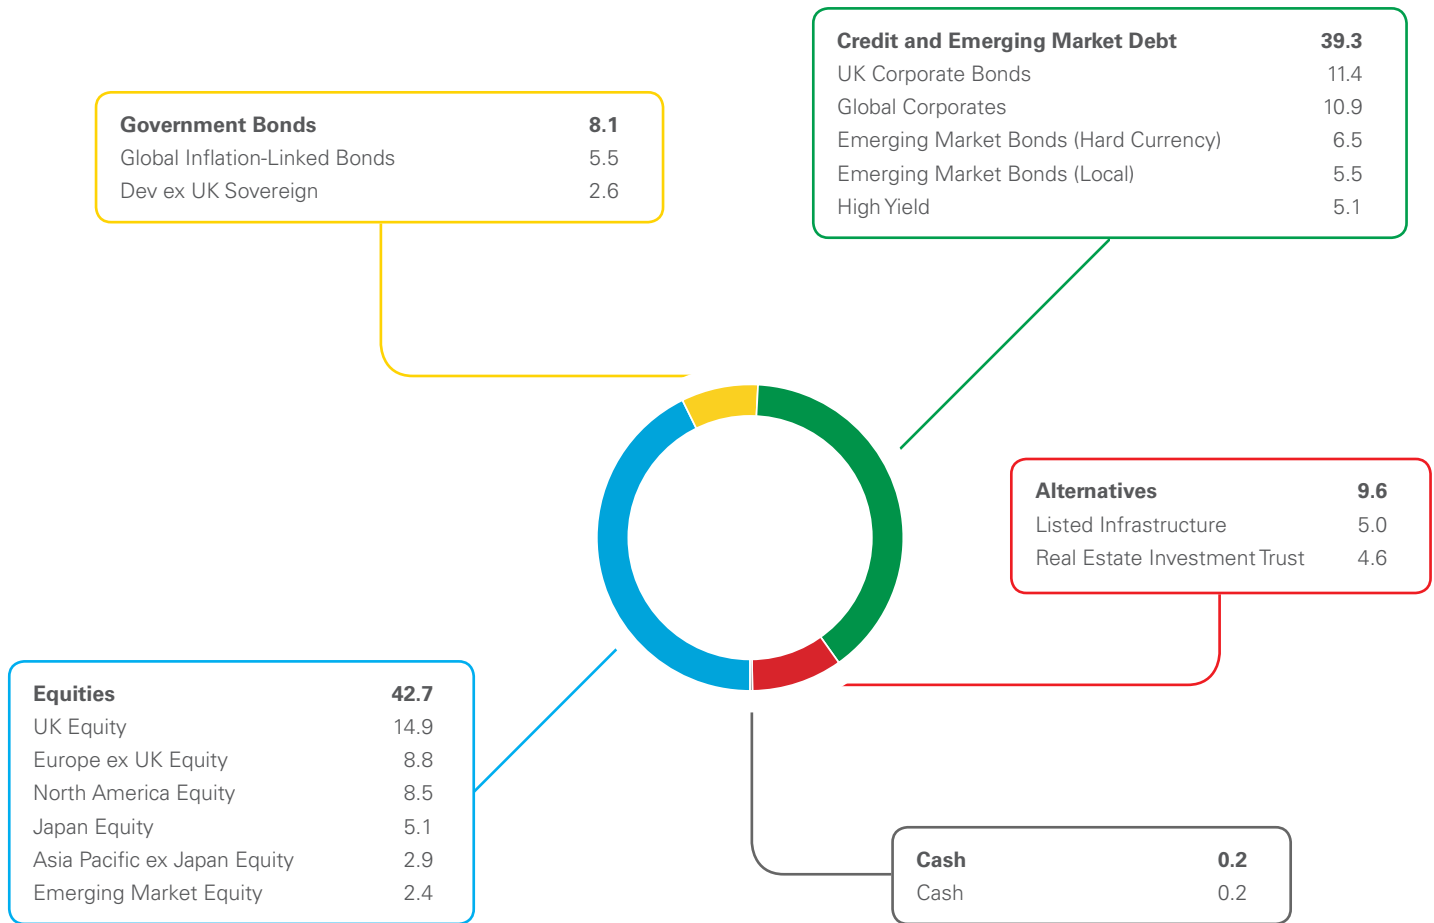 Credit and Emerging Market Debt 39.3
UK Corporate Bonds 11.4
Global Corporates 10.9
Emerging Market Bonds (Hard Currency) 6.5
Emerging Market Bonds (Local) 5.5
High Yield 5.1
Government Bonds 8.1
Global Inflation-Linked Bonds 5.5
Dev ex UK Sovereign 2.6
Alternatives 9.6
Listed Infrastructure 5.0
Real Estate Investment Trust 4.6
Equities 42.7
UK Equity 14.9
Europe ex UK Equity 8.8
North America Equity 8.5
Japan Equity 5.1
Asia Pacific ex Japan Equity 2.9
Emerging Market Equity 2.4
Cash 0.2
Cash 0.2